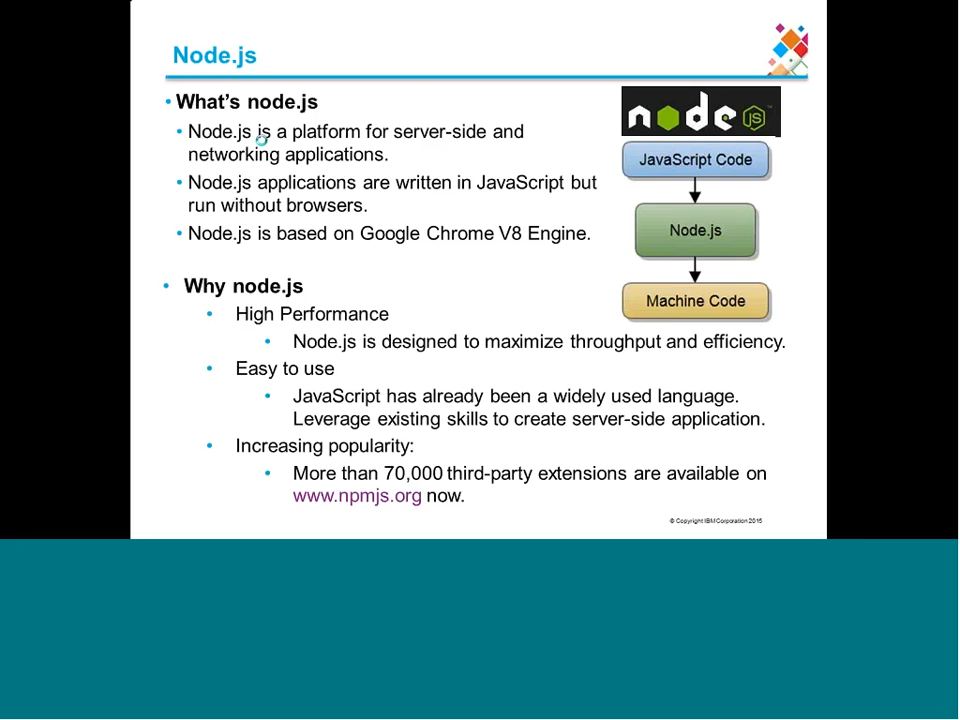 Node.js
• What's node.js
• Node.js is a platform for server-side and
networking applications.
• Node.js applications are written in JavaScript but
run without browsers.
• Node.js is based on Google Chrome V8 Engine.
node JS ™
JavaScript Code
Node.js
Machine Code
• Why node.js
• High Performance
• Node.js is designed to maximize throughput and efficiency.
• Easy to use
• JavaScript has already been a widely used language.
Leverage existing skills to create server-side application.
• Increasing popularity:
• More than 70,000 third-party extensions are available on
www.npmjs.org now.
© Copyright IBM Corporation 2015